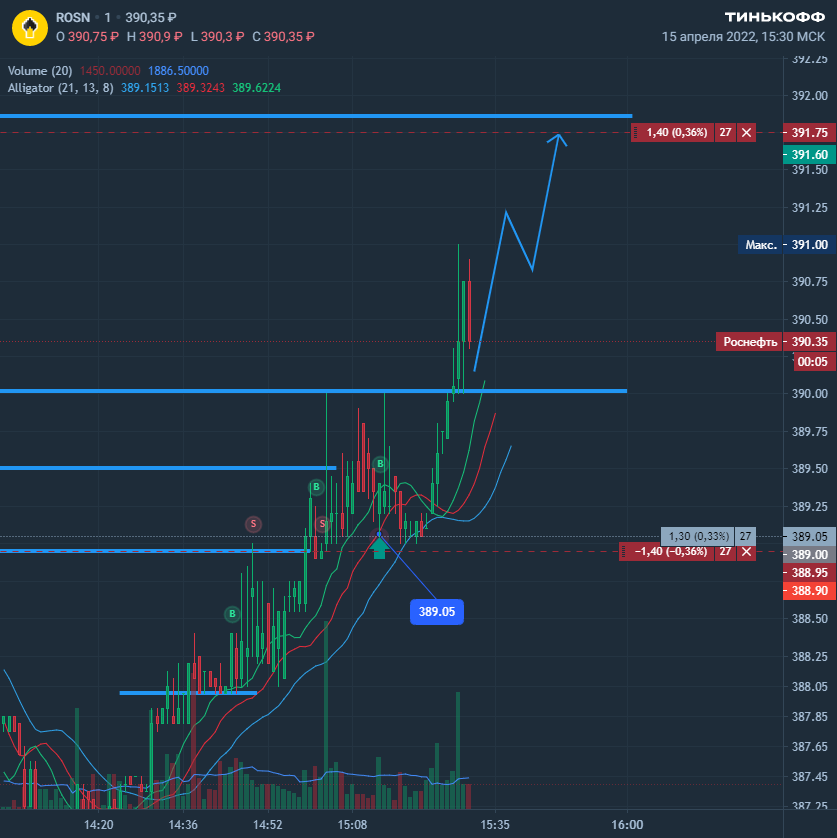 ROSN · 1 · 390,35 ₽
O 390,75 ₽ H 390,9 ₽ L 390,3 ₽ C 390,35 ₽
ТИНЬКОФФ
15 апреля 2022, 15:30 МСК
Volume (20) 1450.00000 1886.50000
Alligator (21, 13, 8) 389.1513 389.3243 389.6224
392.25
392.00
1,40 (0,36%) 27 391.75
391.60
391.50
391.25
Макс. 391.00
390.75
390.50
Роснефть 390.35
00:05
390.00
389.75
389.50
B
B
389.25
S
S
1,30 (0,33%) 27 389.05
−1,40 (−0,36%) 27 389.00
388.95
388.90
389.05
B
388.50
388.25
388.05
387.85
387.65
387.45
387.25
14:20 14:36 14:52 15:08 15:35 16:00